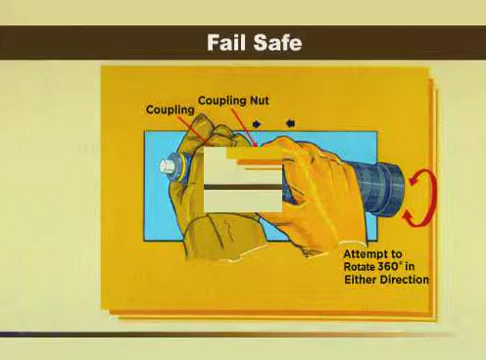 Fail Safe
Coupling Nut
Coupling
Attempt to
Rotate 360° in
Either Direction